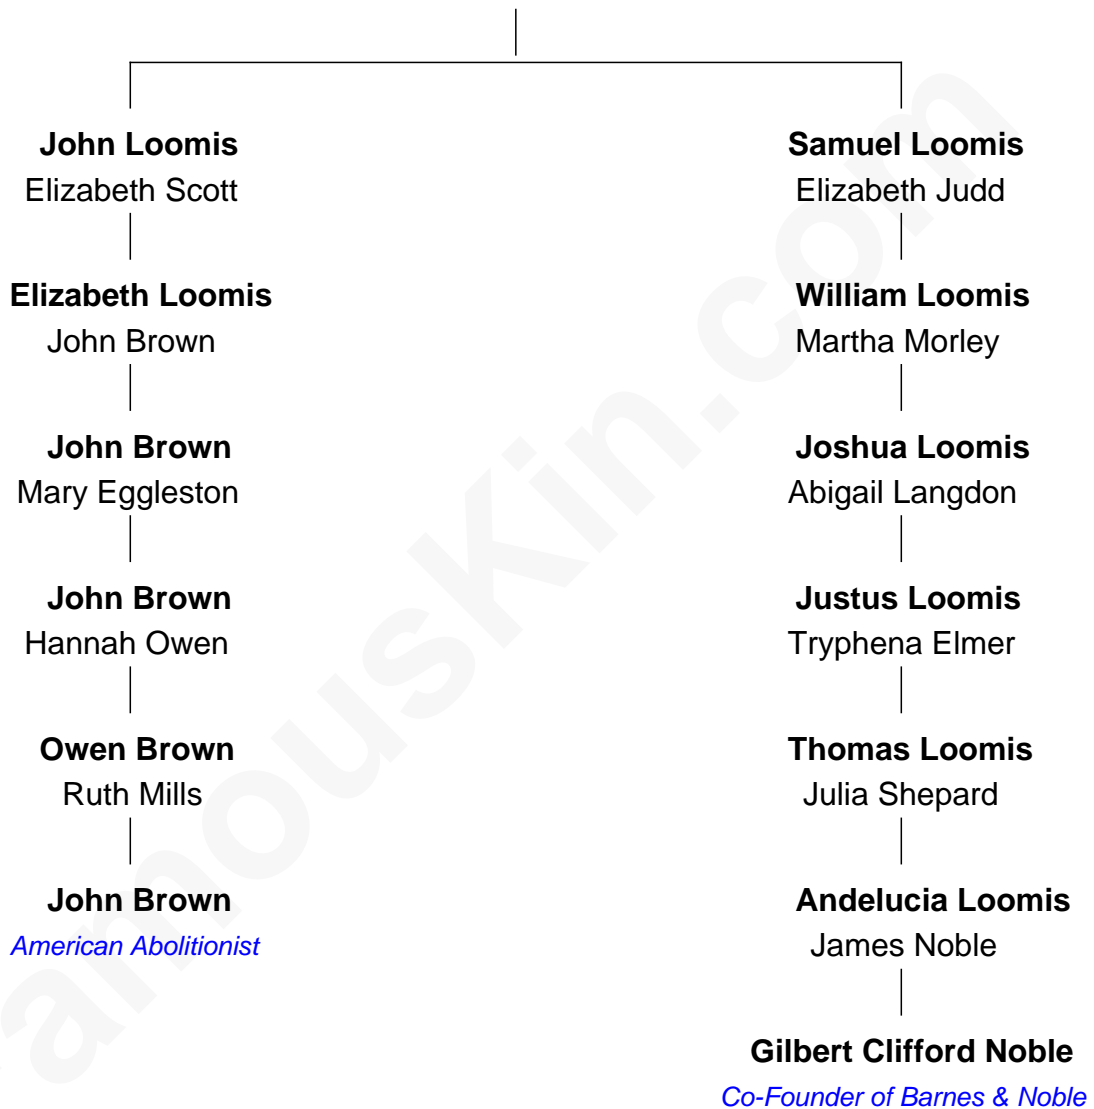 John Loomis
Elizabeth Scott
Elizabeth Loomis
John Brown
John Brown
Mary Eggleston
John Brown
Hannah Owen
Owen Brown
Ruth Mills
John Brown
American Abolitionist
Samuel Loomis
Elizabeth Judd
William Loomis
Martha Morley
Joshua Loomis
Abigail Langdon
Justus Loomis
Tryphena Elmer
Thomas Loomis
Julia Shepard
Andelucia Loomis
James Noble
Gilbert Clifford Noble
Co-Founder of Barnes & Noble
amousKin.com